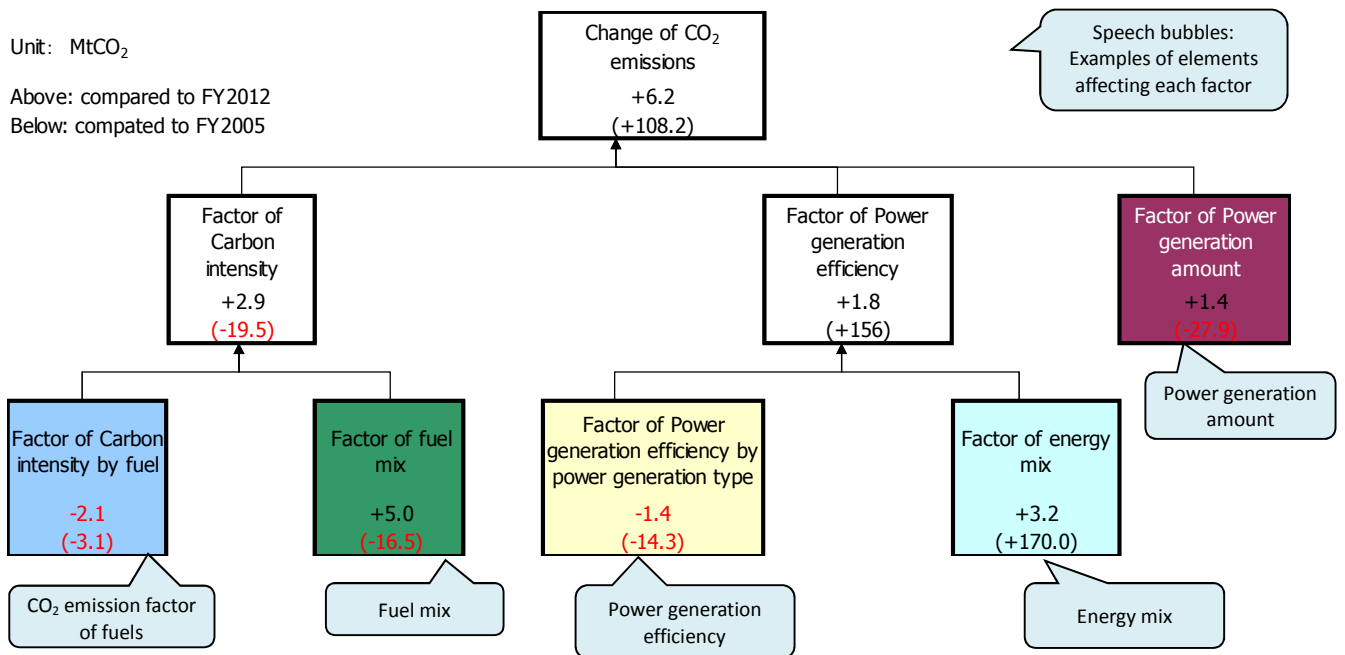 Unit: MtCO₂
Above: compared to FY2012
Below: compated to FY2005
Change of CO₂
emissions
+6.2
(+108.2)
Speech bubbles:
Examples of elements
affecting each factor
Factor of
Carbon
intensity
+2.9
(-19.5)
Factor of Power
generation
efficiency
+1.8
(+156)
Factor of Power
generation
amount
+1.4
(-27.9)
Power generation
amount
Factor of Carbon
intensity by fuel
-2.1
(-3.1)
Factor of fuel
mix
+5.0
(-16.5)
Factor of Power
generation efficiency by
power generation type
-1.4
(-14.3)
Factor of energy
mix
+3.2
(+170.0)
CO₂ emission factor
of fuels
Fuel mix
Power generation
efficiency
Energy mix